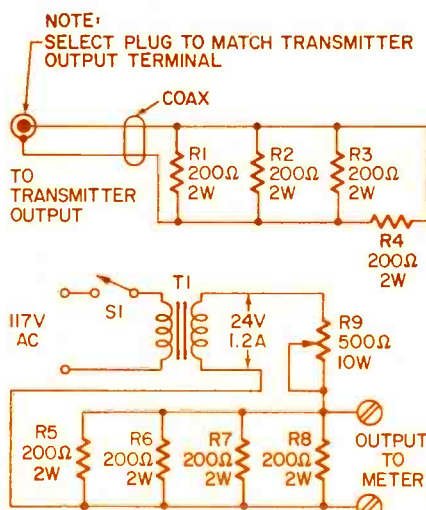 NOTE:
SELECT PLUG TO MATCH TRANSMITTER
OUTPUT TERMINAL
COAX
TO
TRANSMITTER
OUTPUT
R1
200Ω
2W
R2
200Ω
2W
R3
200Ω
2W
R4
200Ω
2W
117V
AC
S1
T1
24V
1.2A
R9
500Ω
10W
R5
200Ω
2W
R6
200Ω
2W
R7
200Ω
2W
R8
200Ω
2W
OUTPUT
TO
METER